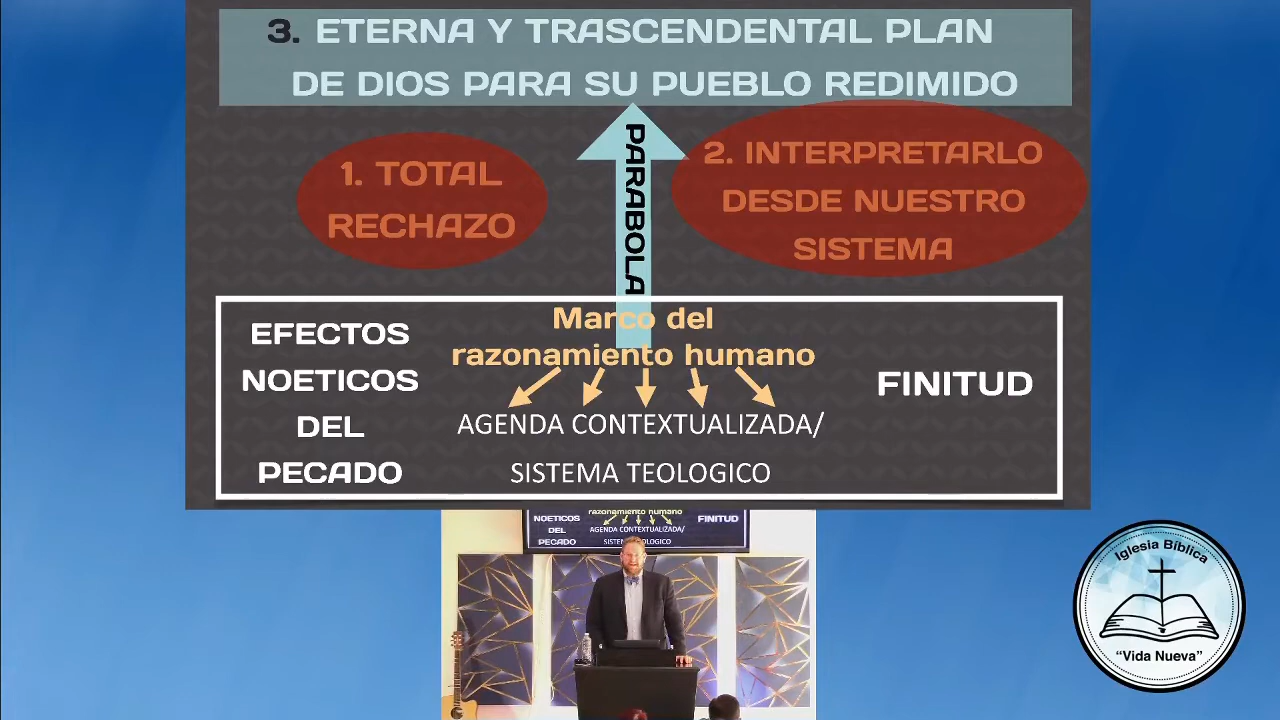 3. ETERNA Y TRASCENDENTAL PLAN
DE DIOS PARA SU PUEBLO REDIMIDO
1. TOTAL
RECHAZO
PARABOLA
2. INTERPRETARLO
DESDE NUESTRO
SISTEMA
EFECTOS
NOETICOS
DEL
PECADO
Marco del
razonamiento humano
AGENDA CONTEXTUALIZADA/
SISTEMA TEOLOGICO
FINITUD
razonamiento humano
NOETICOS
DEL
PECADO
AGENDA CONTEXTUALIZADA/
FINITUD
Iglesia Bíblica
“Vida Nueva”